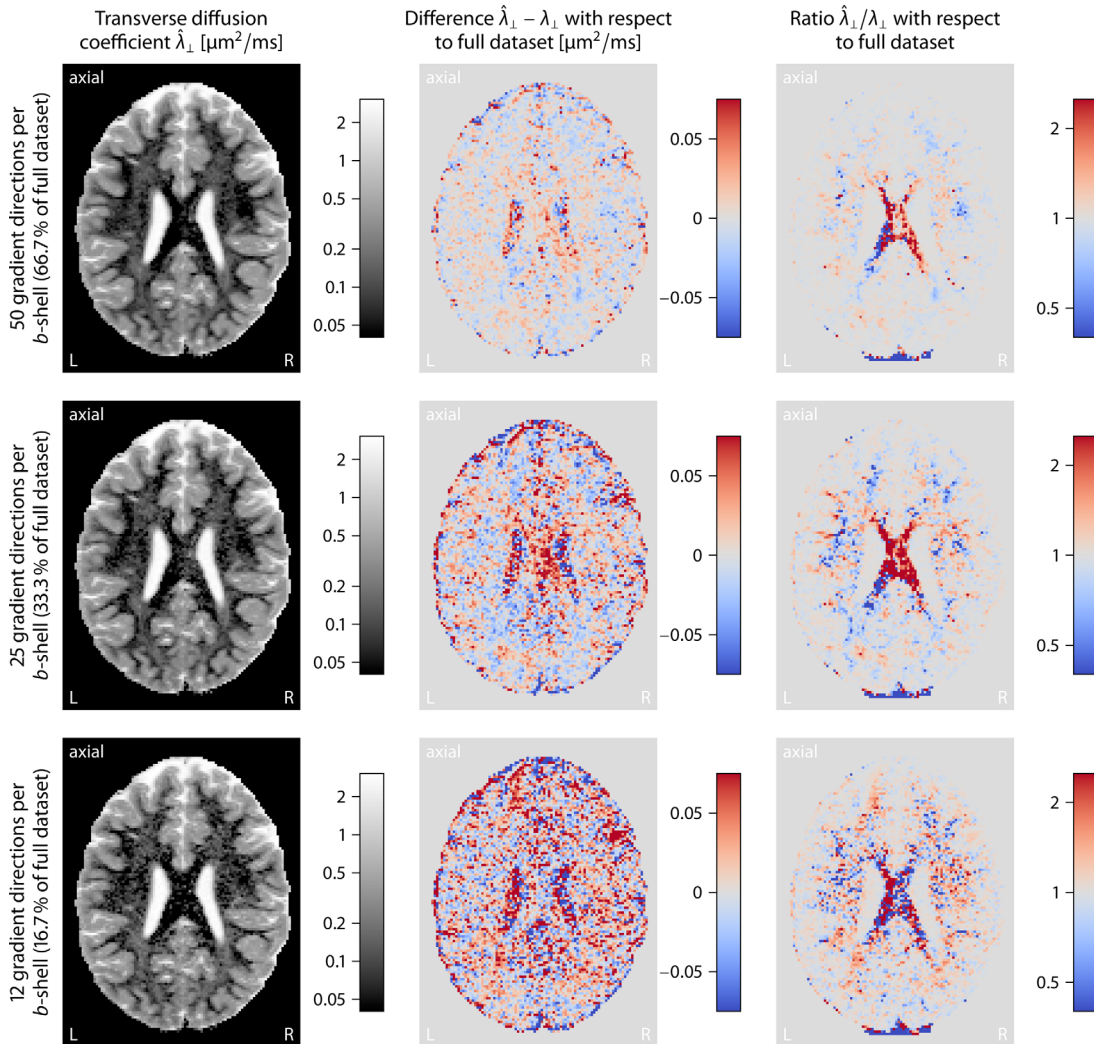 Transverse diffusion
coefficient λ̂⊥ [µm²/ms]
Difference λ̂⊥ − λ⊥ with respect
to full dataset [µm²/ms]
Ratio λ̂⊥/λ⊥ with respect
to full dataset
50 gradient directions per
b-shell (66.7% of full dataset)
axial
L R
2
1
0.5
0.2
0.1
0.05
axial
L R
0.05
0
−0.05
axial
L R
2
1
0.5
25 gradient directions per
b-shell (33.3% of full dataset)
axial
L R
2
1
0.5
0.2
0.1
0.05
axial
L R
0.05
0
−0.05
axial
L R
2
1
0.5
12 gradient directions per
b-shell (16.7% of full dataset)
axial
L R
2
1
0.5
0.2
0.1
0.05
axial
L R
0.05
0
−0.05
axial
L R
2
1
0.5